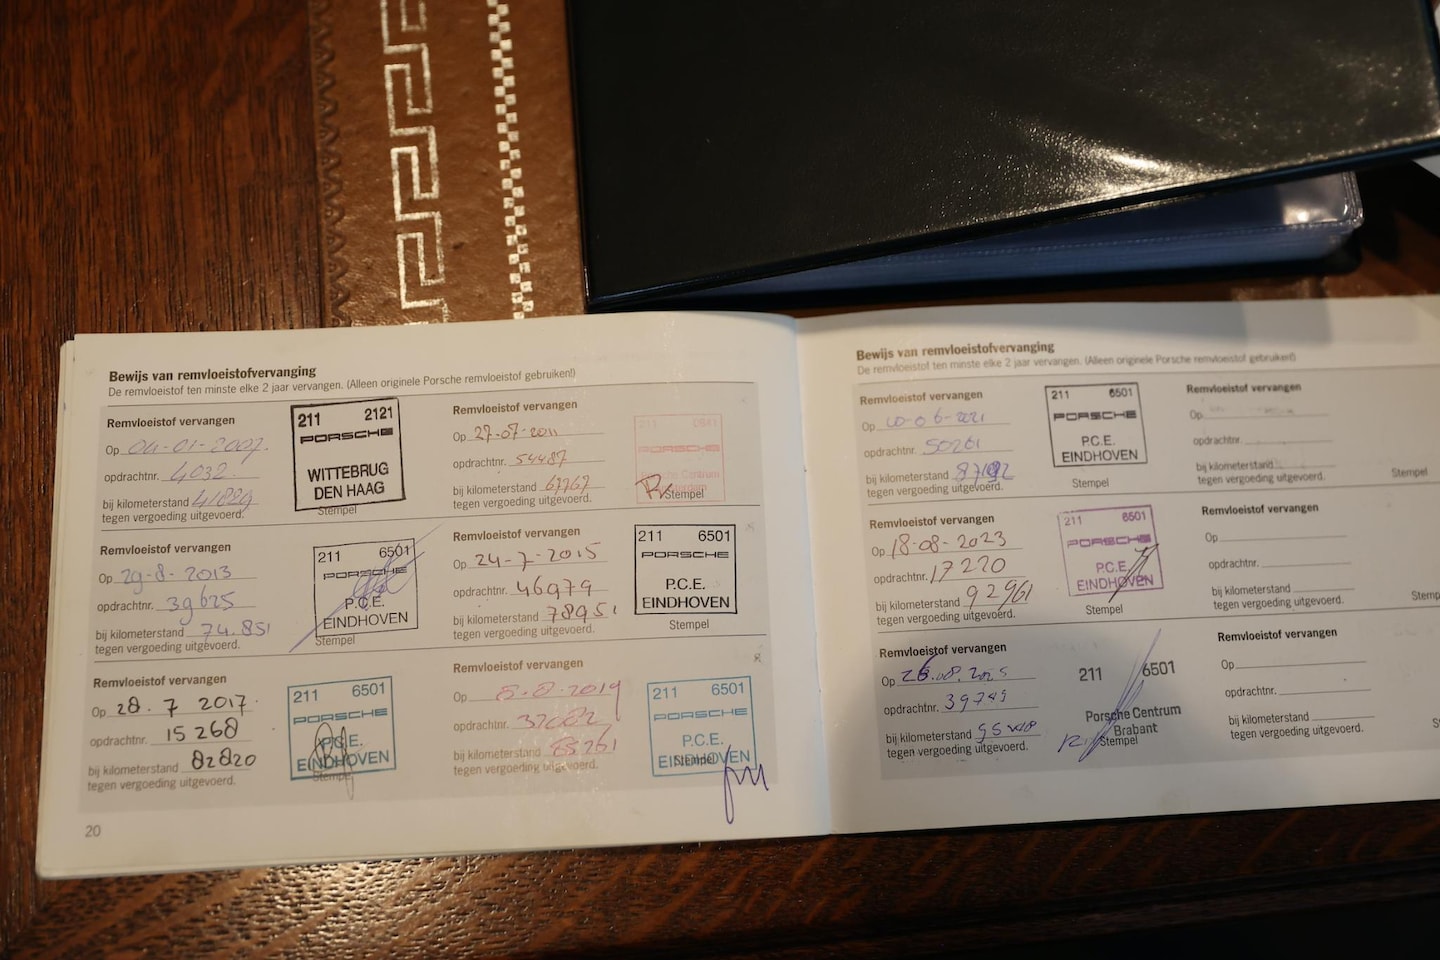 Bewijs van remvloeistofvervanging
De remvloeistof ten minste elke 2 jaar vervangen. (Alleen originele Porsche remvloeistof gebruiken!)
Remvloeistof vervangen
Op 04-01-2007.
opdrachtnr. 4032.
bij kilometerstand
tegen vergoeding uitgevoerd.
211 2121
PORSCHE
WITTEBRUG
DEN HAAG
Stempel
Remvloeistof vervangen
Op 27-07-2011
opdrachtnr. 54487
bij kilometerstand 67767
tegen vergoeding uitgevoerd.
211
PORSCHE
Centrum
Stempel
Remvloeistof vervangen
Op 29-8-2013
opdrachtnr. 39625
bij kilometerstand 74.851
tegen vergoeding uitgevoerd.
211 6501
PORSCHE
P.C.E.
EINDHOVEN
Stempel
Remvloeistof vervangen
Op 24-7-2015
opdrachtnr. 46979
bij kilometerstand 78951
tegen vergoeding uitgevoerd.
211 6501
PORSCHE
P.C.E.
EINDHOVEN
Stempel
Remvloeistof vervangen
Op 28.7 2017.
opdrachtnr. 15268
bij kilometerstand 82820
tegen vergoeding uitgevoerd.
211 6501
PORSCHE
P.C.E.
EINDHOVEN
Stempel
Remvloeistof vervangen
Op 8-8-2019
opdrachtnr. 37082
bij kilometerstand 85261
tegen vergoeding uitgevoerd.
211 6501
PORSCHE
P.C.E.
EINDHOVEN
Stempel
20
Bewijs van remvloeistofvervanging
De remvloeistof ten minste elke 2 jaar vervangen. (Alleen originele Porsche remvloeistof gebruiken!)
Remvloeistof vervangen
Op
opdrachtnr. 50261
bij kilometerstand
tegen vergoeding uitgevoerd.
211 6501
PORSCHE
P.C.E.
EINDHOVEN
Stempel
Remvloeistof vervangen
Op
opdrachtnr.
bij kilometerstand
tegen vergoeding uitgevoerd.
Stempel
Remvloeistof vervangen
Op 18-08-2023
opdrachtnr. 17220
bij kilometerstand 92961
tegen vergoeding uitgevoerd.
211 6501
PORSCHE
P.C.E.
EINDHOVEN
Stempel
Remvloeistof vervangen
Op
opdrachtnr.
bij kilometerstand
tegen vergoeding uitgevoerd.
Remvloeistof vervangen
Op 26.08.2025
opdrachtnr. 39749
bij kilometerstand
tegen vergoeding uitgevoerd.
211 6501
Porsche Centrum
Brabant
Stempel
Remvloeistof vervangen
Op
opdrachtnr.
bij kilometerstand
tegen vergoeding uitgevoerd.